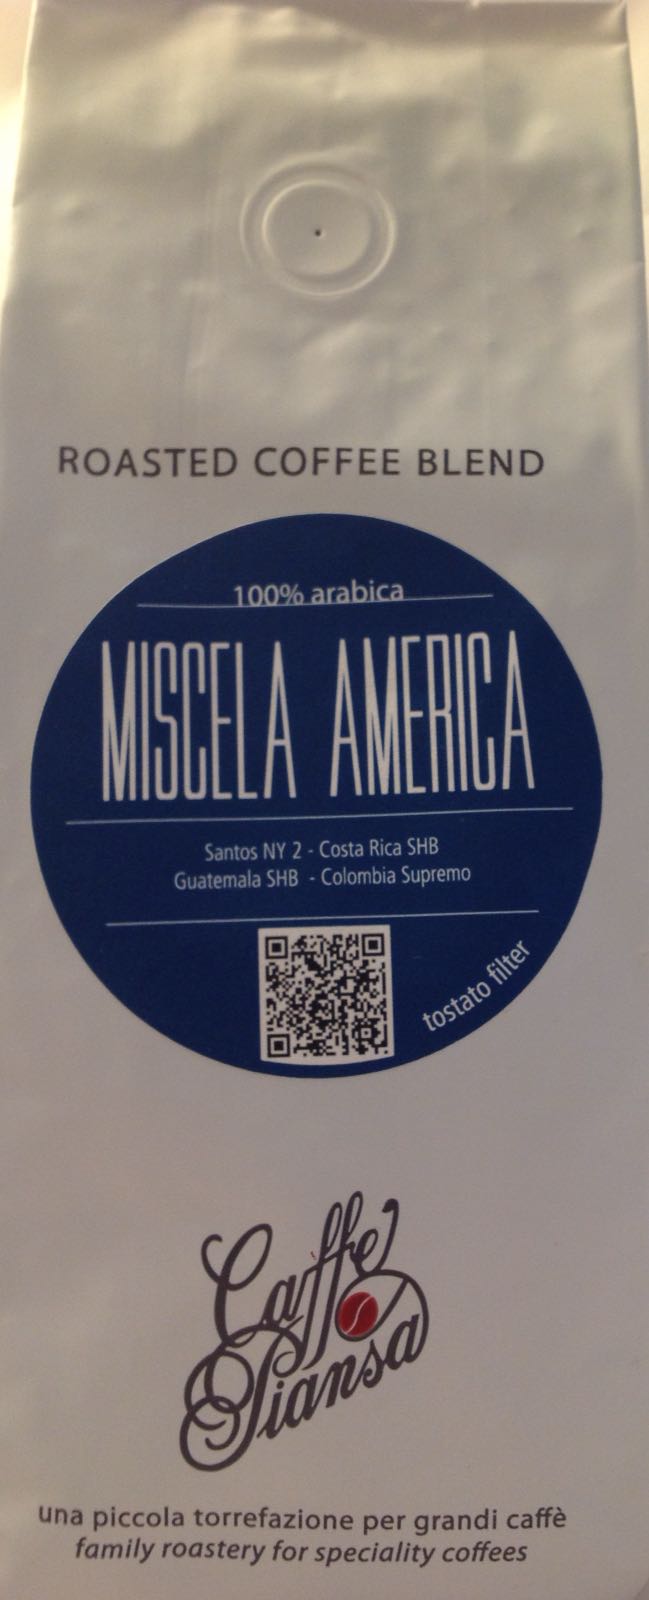 ROASTED COFFEE BLEND
100% arabica
MISCELA AMERICA
Santos NY 2 - Costa Rica SHB
Guatemala SHB - Colombia Supremo
tostato filter
Caffè
Piansa
una piccola torrefazione per grandi caffè
family roastery for speciality coffees